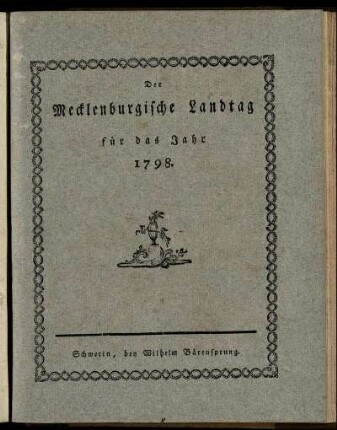 Der
Mecklenburgische Landtag
für das Jahr
1798.
Schwerin, bey Wilhelm Bärensprung.